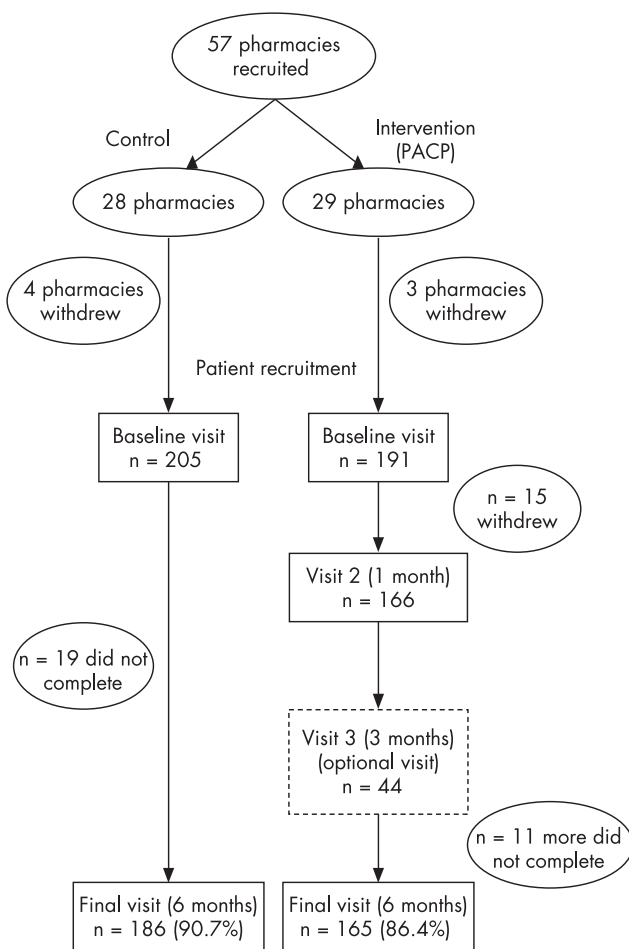 57 pharmacies
recruited
Control
Intervention
(PACP)
28 pharmacies
29 pharmacies
4 pharmacies
withdrew
3 pharmacies
withdrew
Patient recruitment
Baseline visit
n = 205
Baseline visit
n = 191
n = 15
withdrew
Visit 2 (1 month)
n = 166
n = 19 did not
complete
Visit 3 (3 months)
(optional visit)
n = 44
n = 11 more did
not complete
Final visit (6 months)
n = 186 (90.7%)
Final visit (6 months)
n = 165 (86.4%)